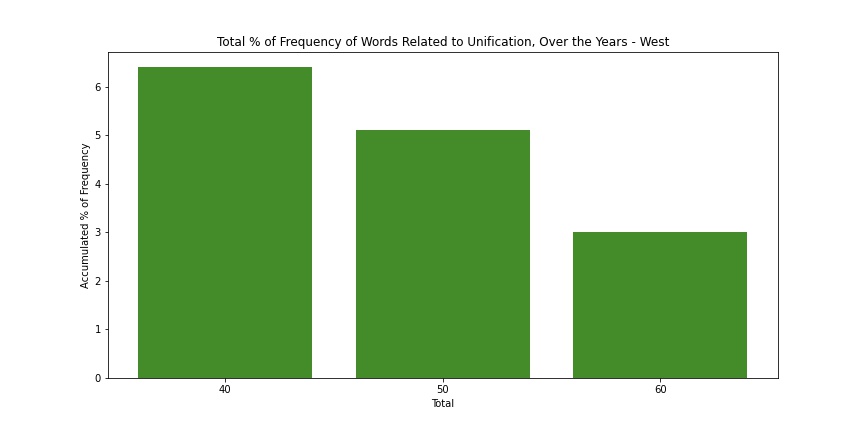 Total % of Frequency of Words Related to Unification, Over the Years - West
Accumulated % of Frequency
6
5
4
3
2
1
0
40 50 60
Total